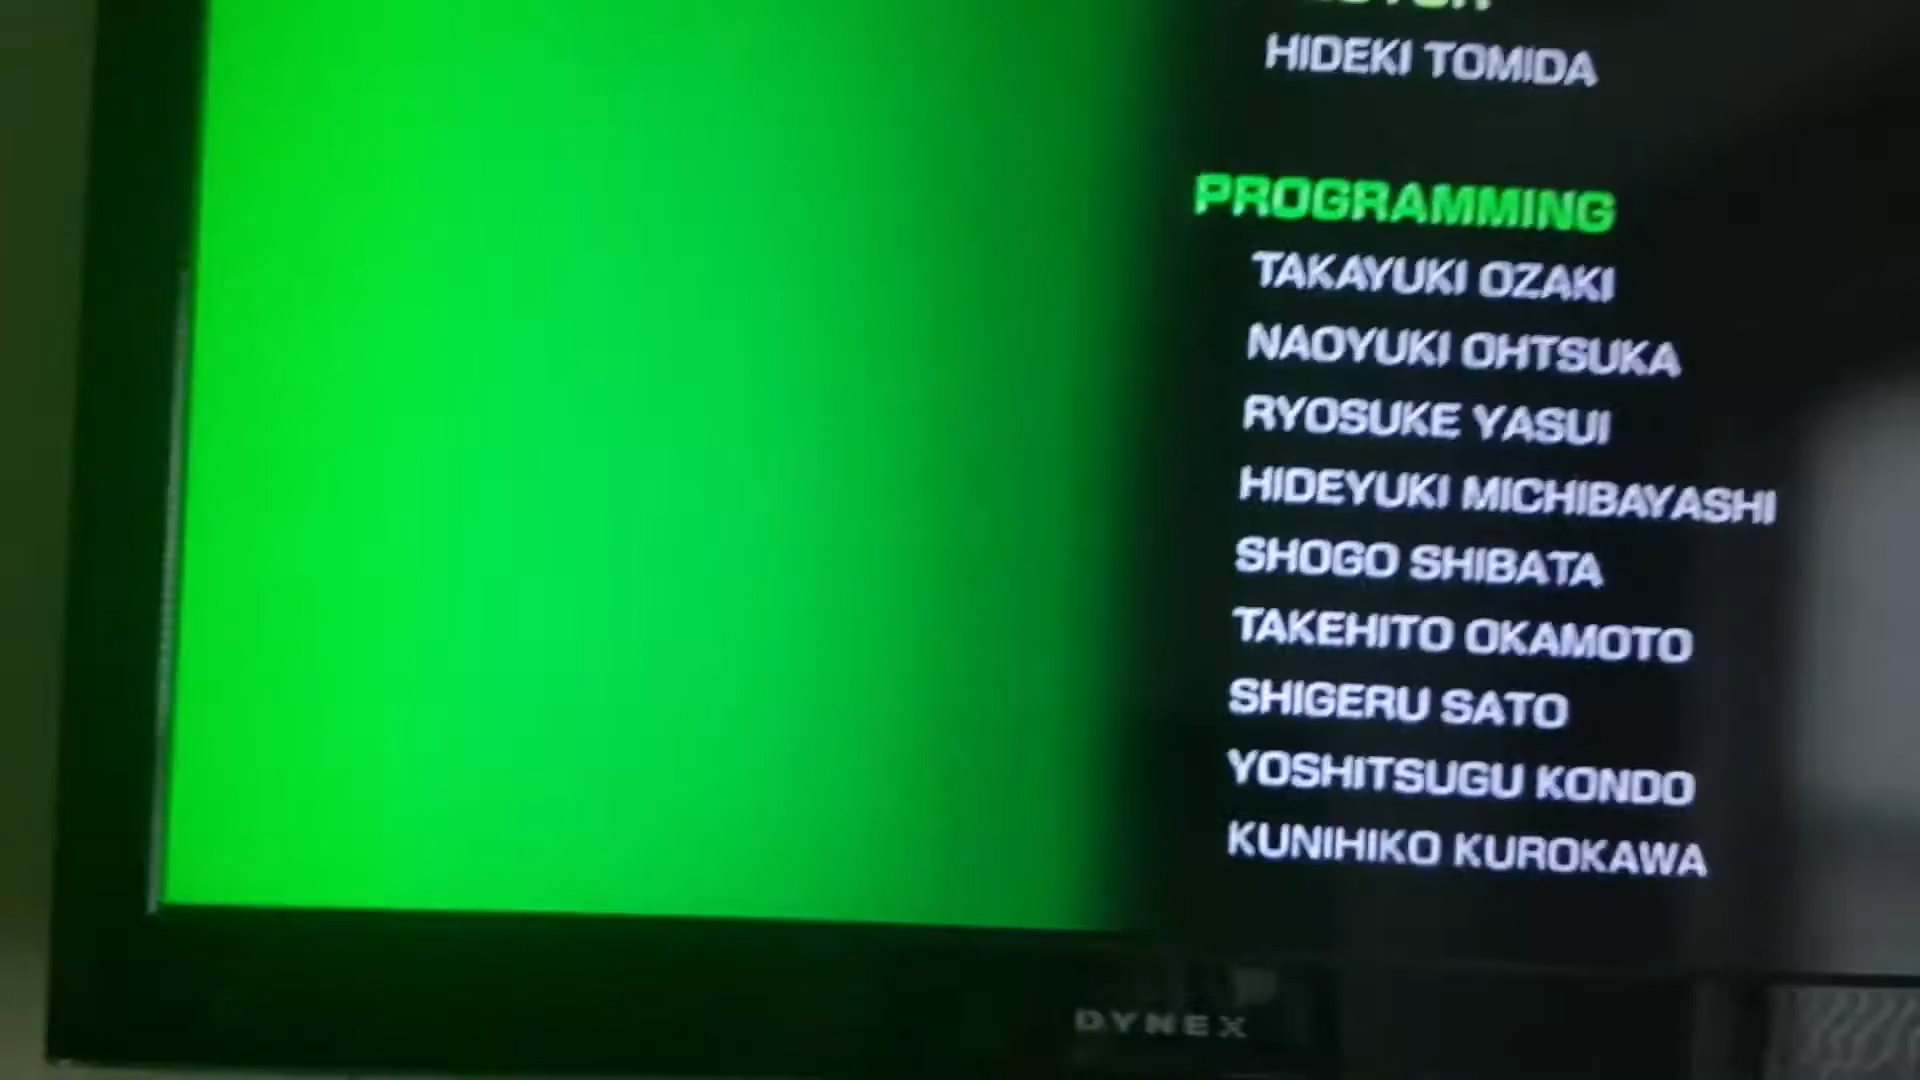 HIDEKI TOMIDA
PROGRAMMING
TAKAYUKI OZAKI
NAOYUKI OHTSUKA
RYOSUKE YASUI
HIDEYUKI MICHIBAYASHI
SHOGO SHIBATA
TAKEHITO OKAMOTO
SHIGERU SATO
YOSHITSUGU KONDO
KUNIHIKO KUROKAWA
DYNEX